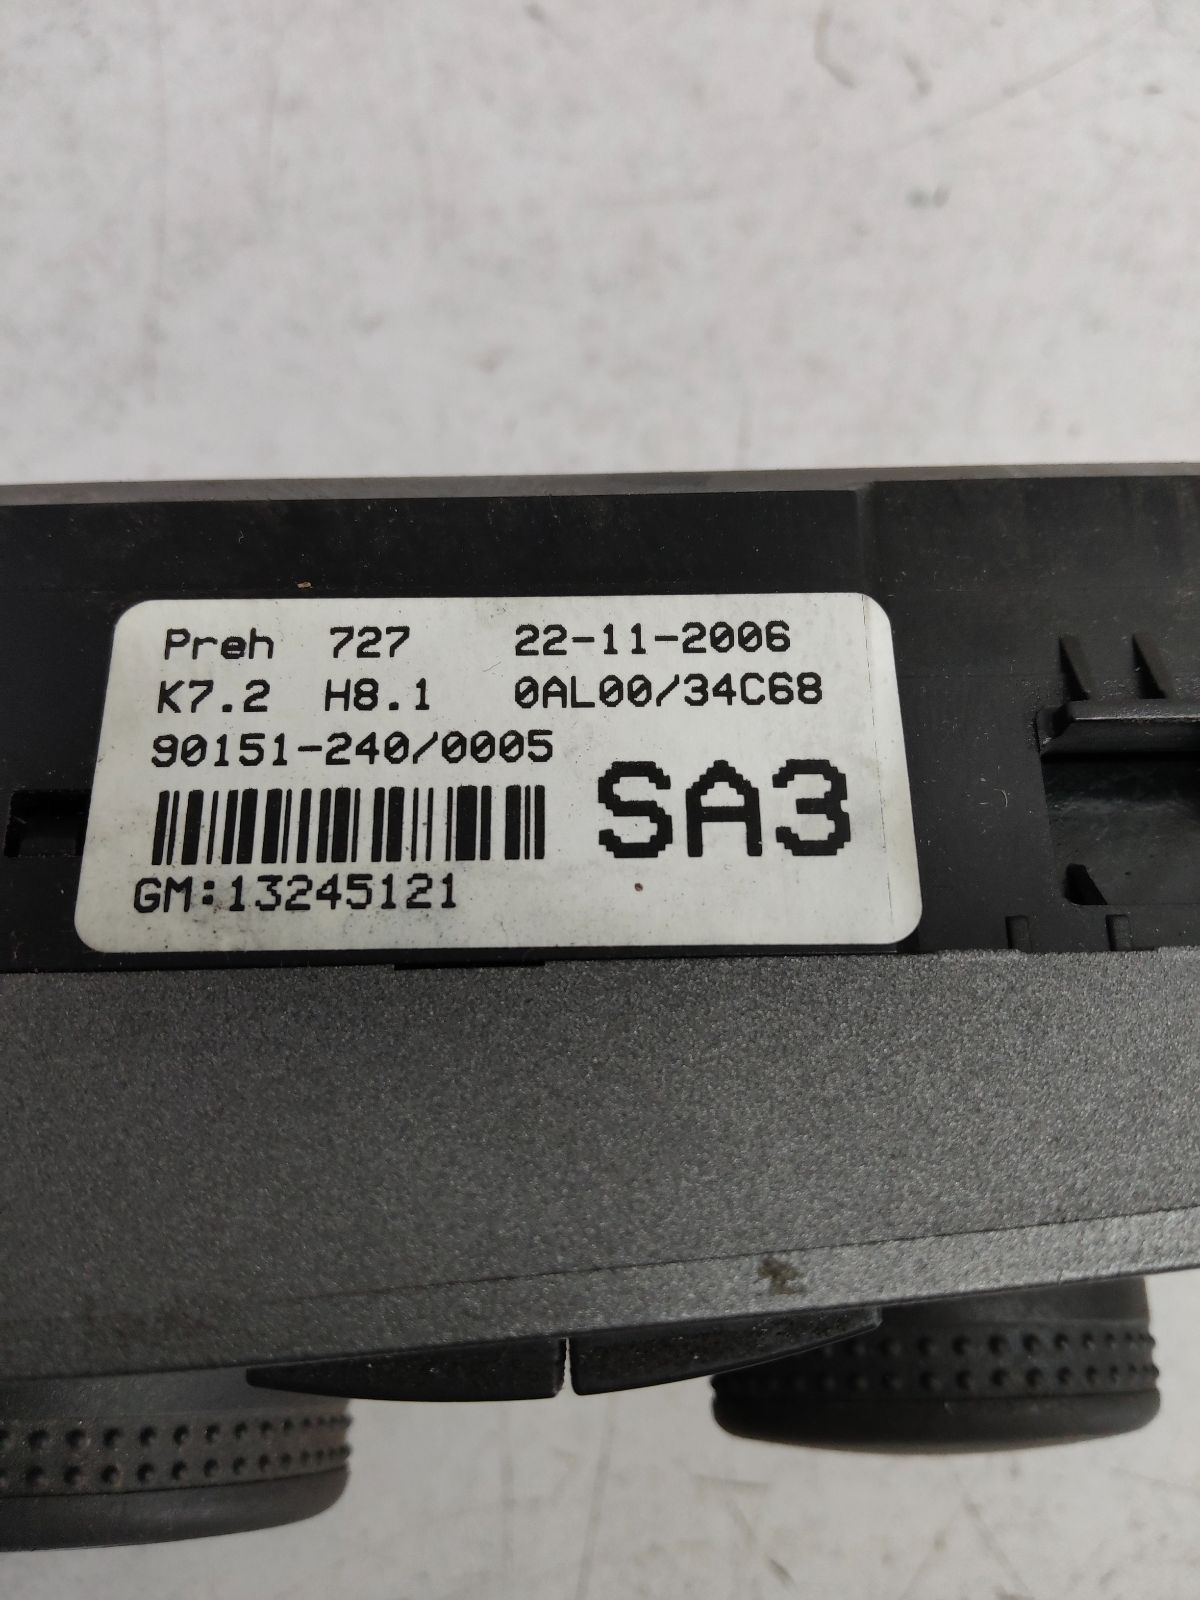 Preh 727 22-11-2006
K7.2 H8.1 0AL00/34C68
90151-240/0005
SA3
GM:13245121